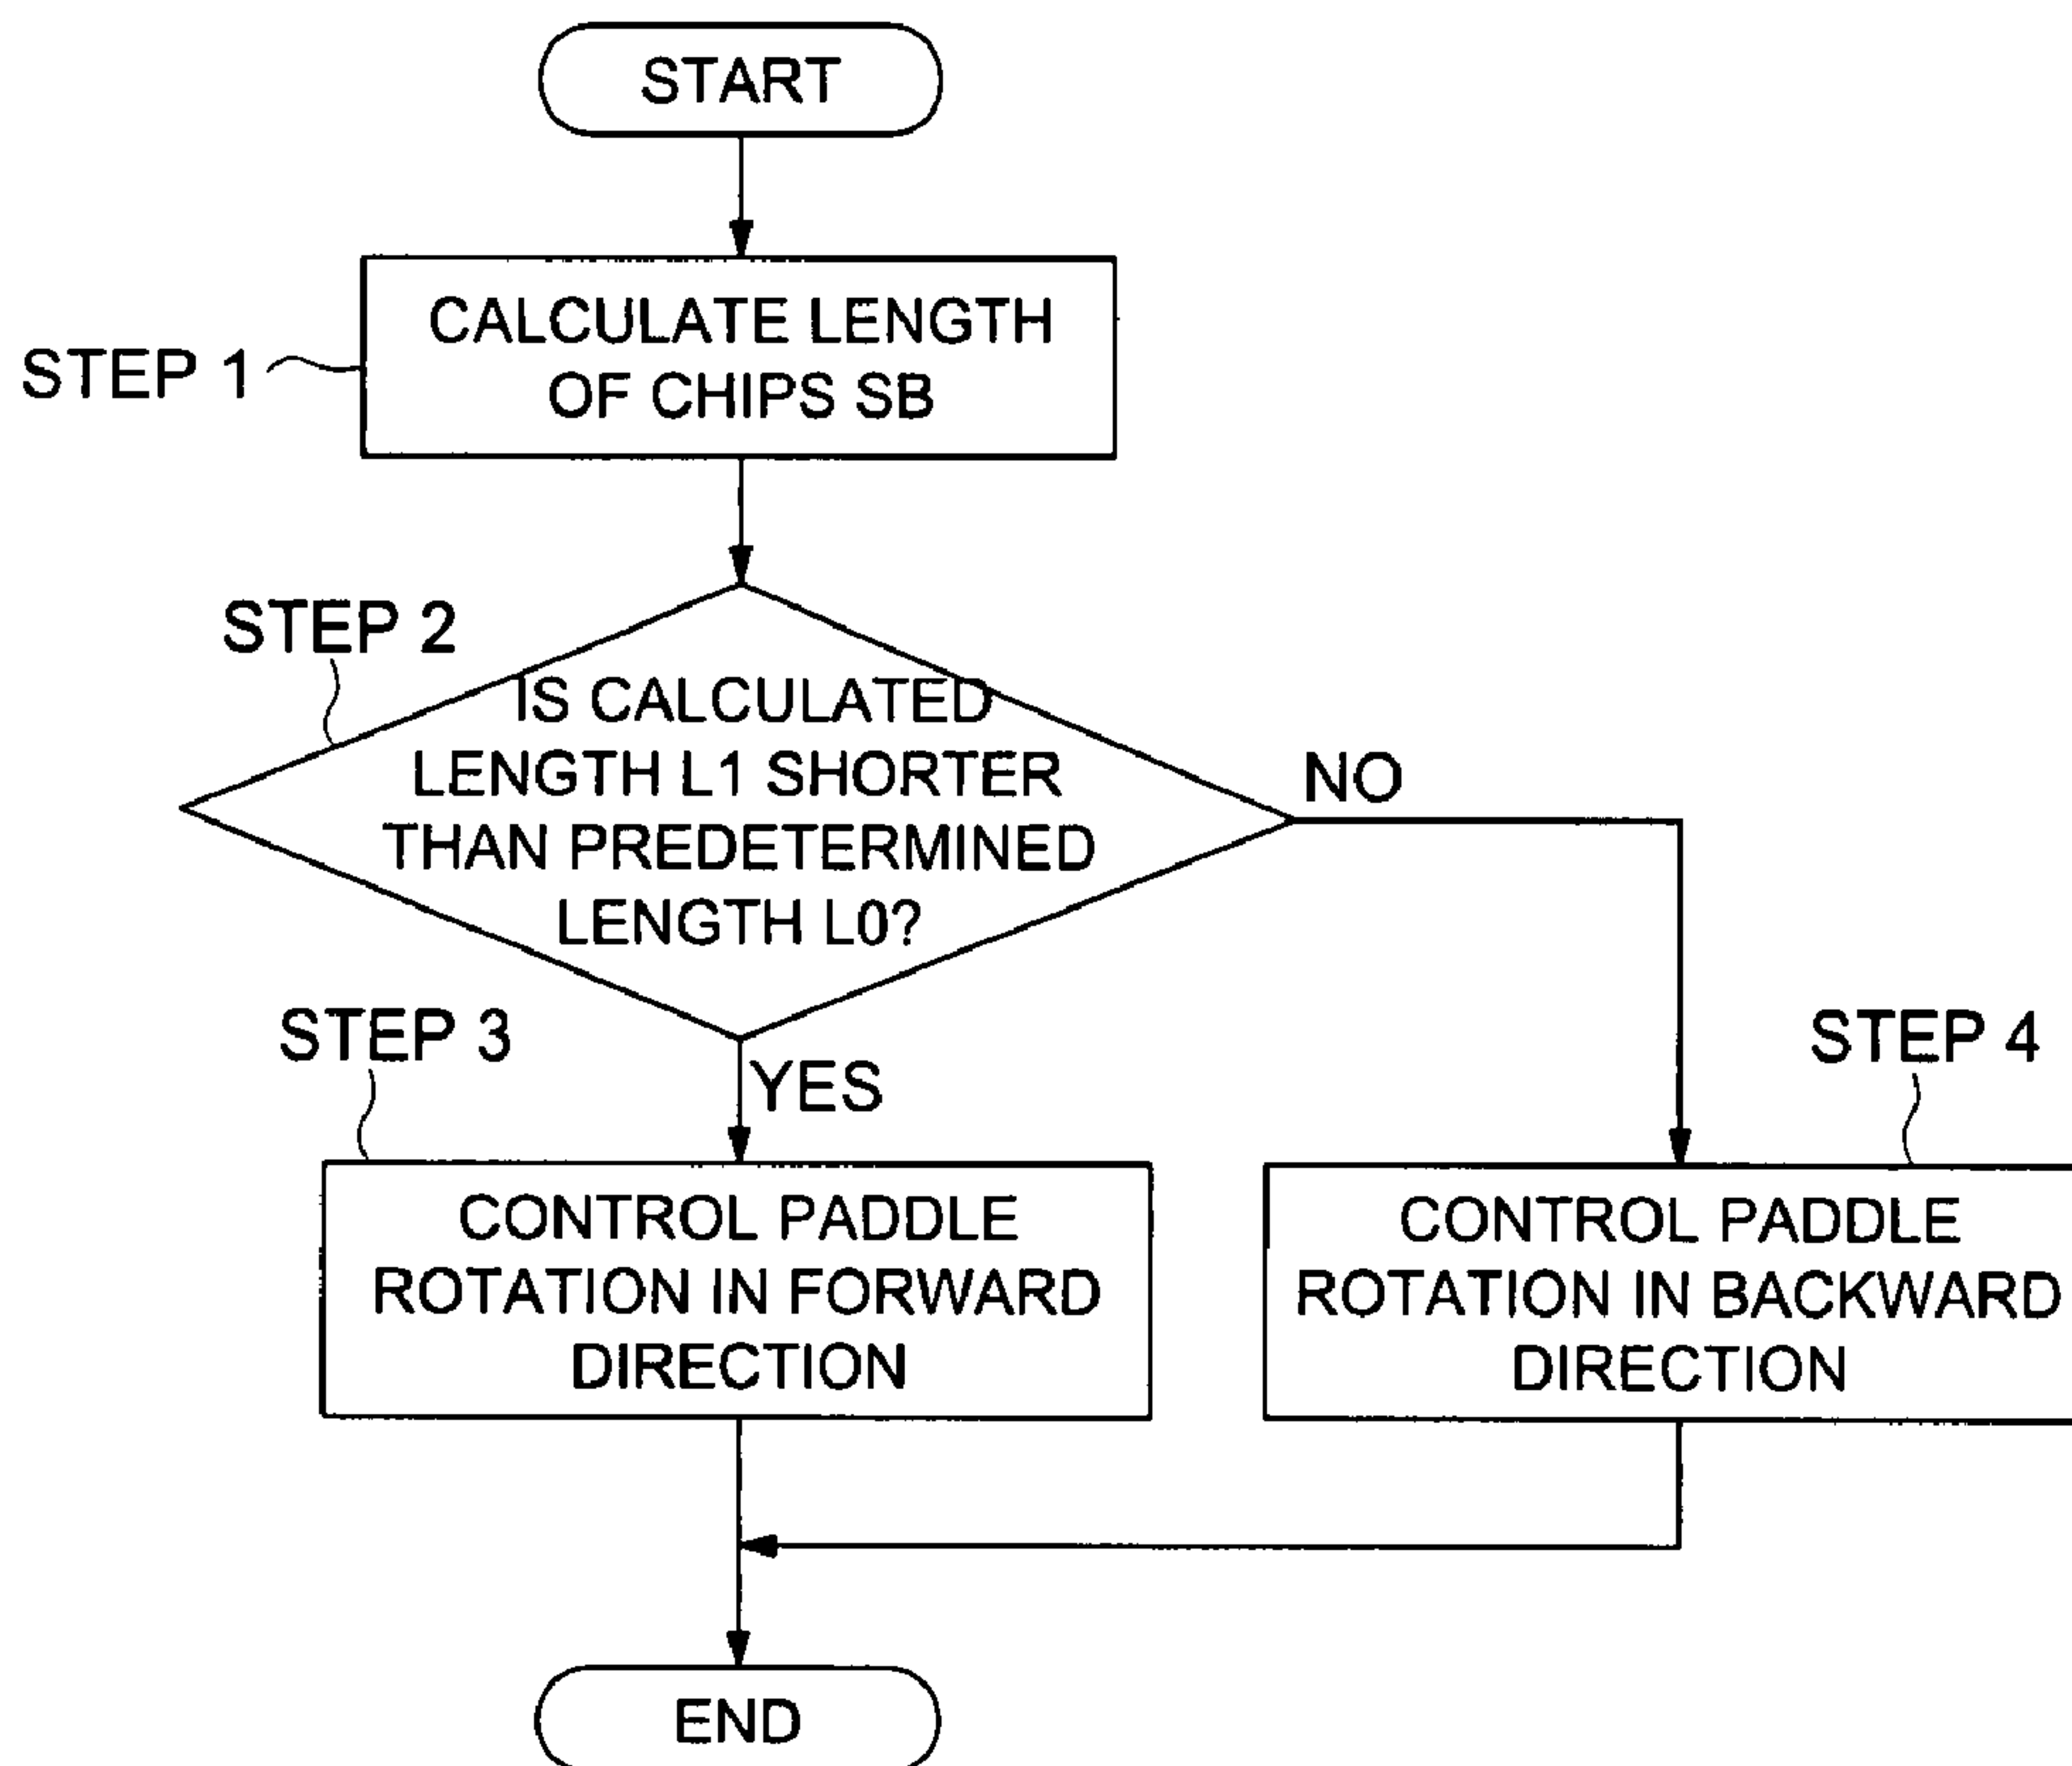 START
STEP 1
CALCULATE LENGTH
OF CHIPS SB
STEP 2
IS CALCULATED
LENGTH L1 SHORTER
THAN PREDETERMINED
LENGTH L0?
NO
YES
STEP 3
CONTROL PADDLE
ROTATION IN FORWARD
DIRECTION
STEP 4
CONTROL PADDLE
ROTATION IN BACKWARD
DIRECTION
END